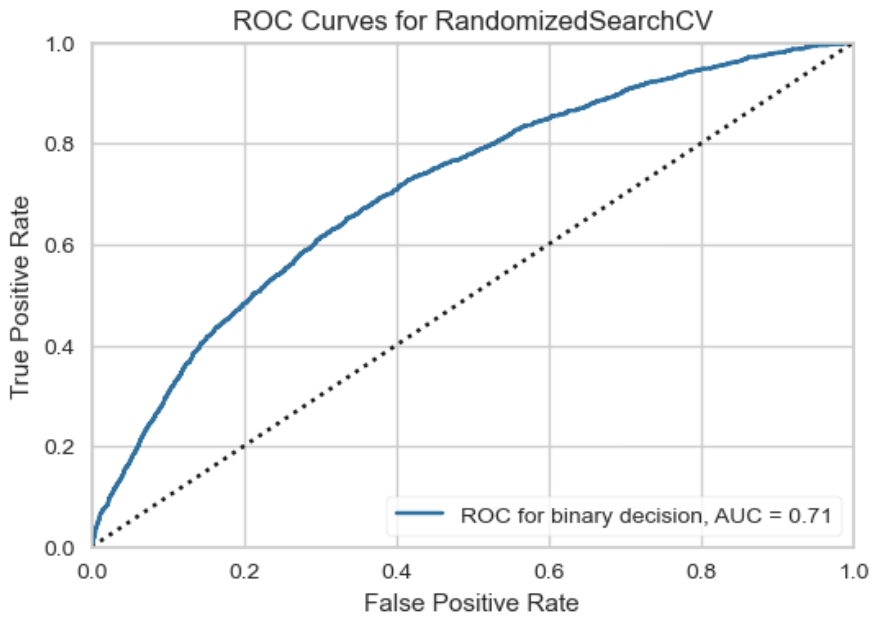 ROC Curves for RandomizedSearchCV
1.0
0.8
0.6
0.4
0.2
0.0
True Positive Rate
ROC for binary decision, AUC = 0.71
0.0 0.2 0.4 0.6 0.8 1.0
False Positive Rate